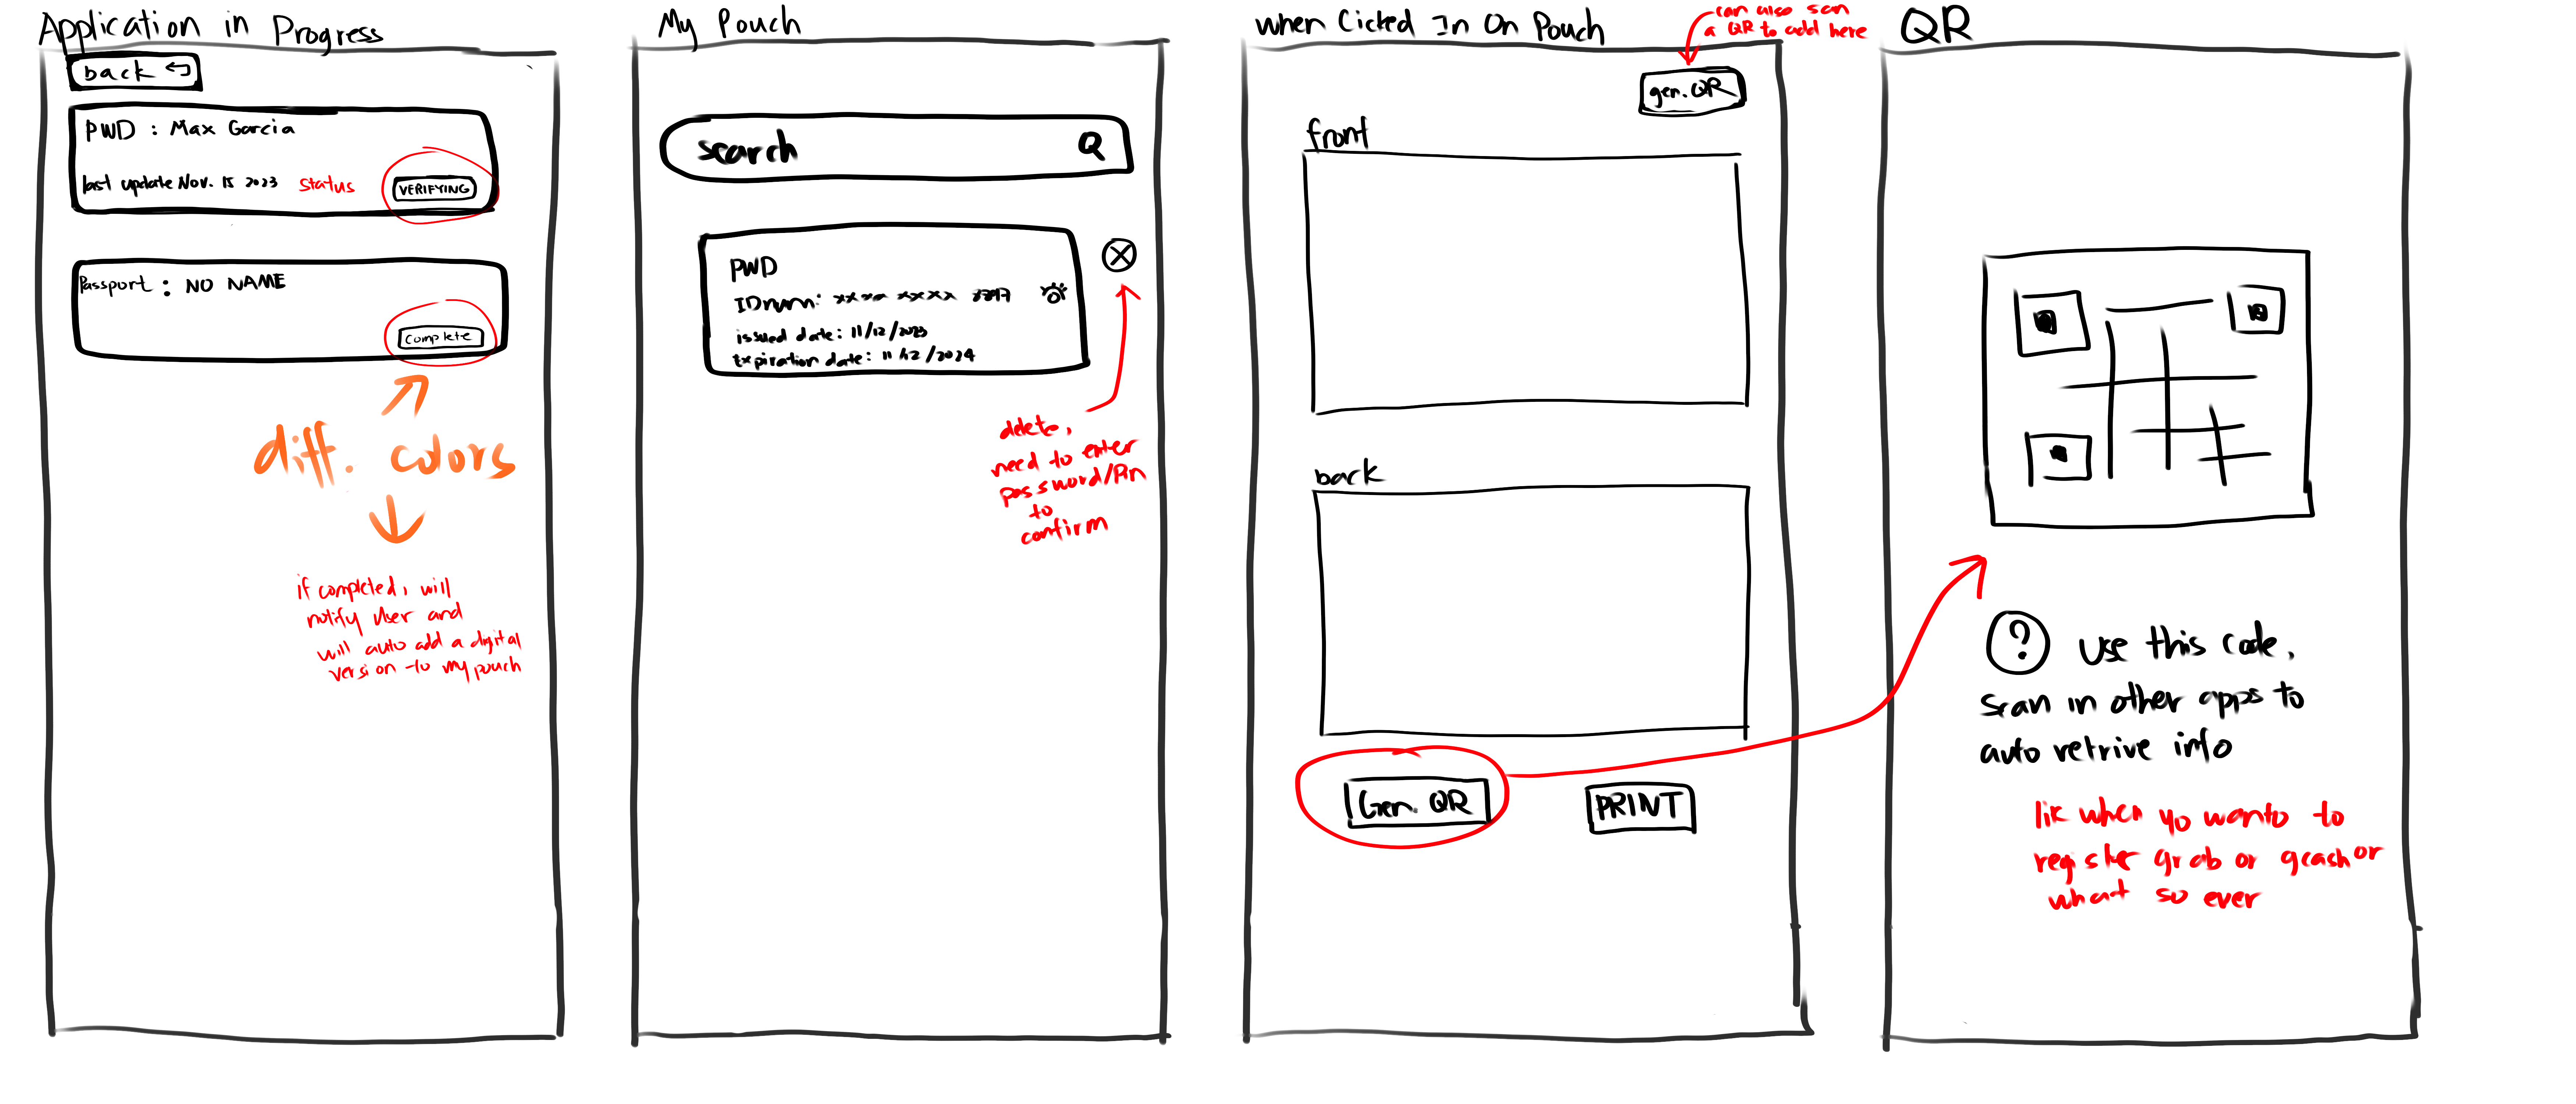 Application in Progress
back
PWD : Max Garcia
last update Nov. 15 2023 status
VERIFYING
Passport : NO NAME
complete
diff. colors
if completed, will
notify user and
will auto add a digital
version to my pouch
My Pouch
search
PWD
IDnum: xxxx xxxx
issued date: 11/12/2023
Expiration date: 11/12/2024
delete,
need to enter
password/Pin
to
confirm
when Clcked In On Pouch
can also scan
a QR to add here
gen. QR
front
back
Gen. QR
PRINT
QR
? use this code,
scan in other apps to
auto retrive info
lik when yo wanto to
register grab or gcash or
what so ever